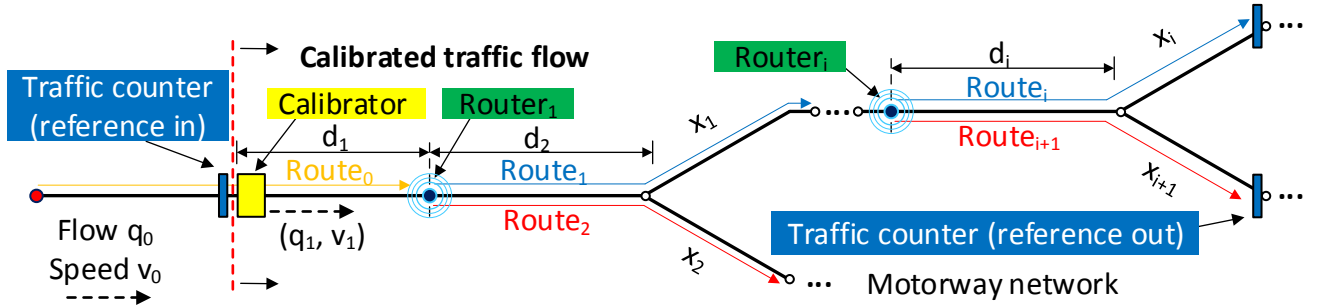 Calibrated traffic flow
Traffic counter
(reference in)
Calibrator
Router₁
d₁
d₂
Route₀
Route₁
Route₂
x₁
x₂
Flow q₀
Speed v₀
(q₁, v₁)
...
Routerᵢ
dᵢ
Routeᵢ
Routeᵢ₊₁
xᵢ
xᵢ₊₁
...
...
Traffic counter (reference out)
...
Motorway network